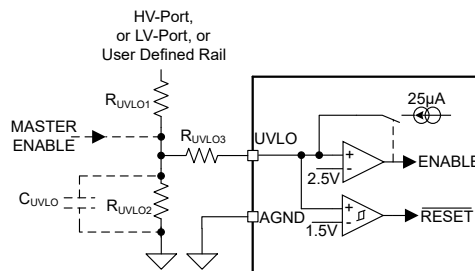 HV-Port,
or LV-Port, or
User Defined Rail
RUVLO1
MASTER
ENABLE
RUVLO3
UVLO
25µA
2.5V
ENABLE
CUVLO
RUVLO2
AGND
1.5V
RESET
+
-
+
-